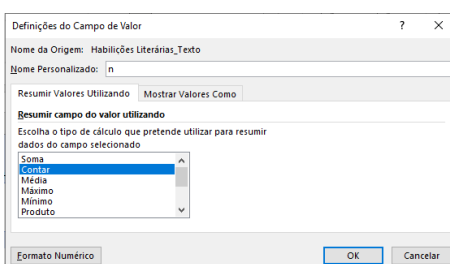 Definições do Campo de Valor ? ×
Nome da Origem: Habilições Literárias_Texto
Nome Personalizado: n
Resumir Valores Utilizando Mostrar Valores Como
Resumir campo do valor utilizando
Escolha o tipo de cálculo que pretende utilizar para resumir
dados do campo selecionado
Soma
Contar
Média
Máximo
Mínimo
Produto
Formato Numérico OK Cancelar